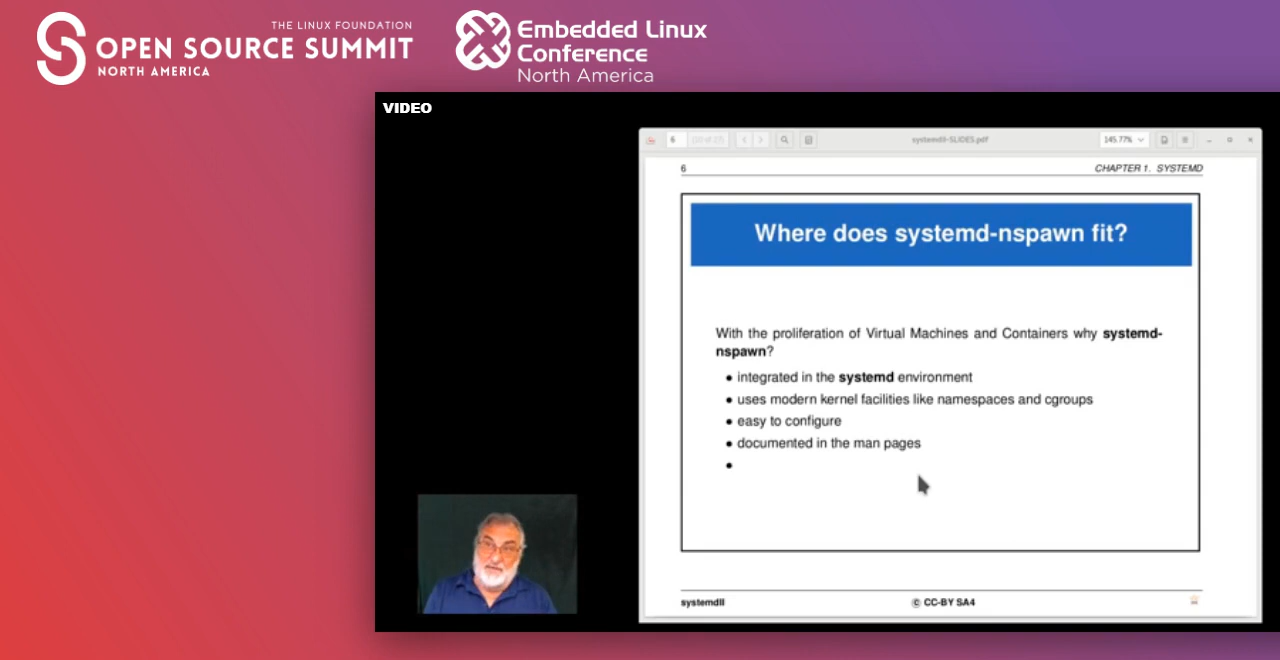 THE LINUX FOUNDATION
OPEN SOURCE SUMMIT
NORTH AMERICA
Embedded Linux
Conference
North America
VIDEO
6
systemdII-SLIDES.pdf
145.77%
6 CHAPTER 1. SYSTEMD
Where does systemd-nspawn fit?
With the proliferation of Virtual Machines and Containers why systemd-
nspawn?
• integrated in the systemd environment
• uses modern kernel facilities like namespaces and cgroups
• easy to configure
• documented in the man pages
•
systemdII © CC-BY SA4